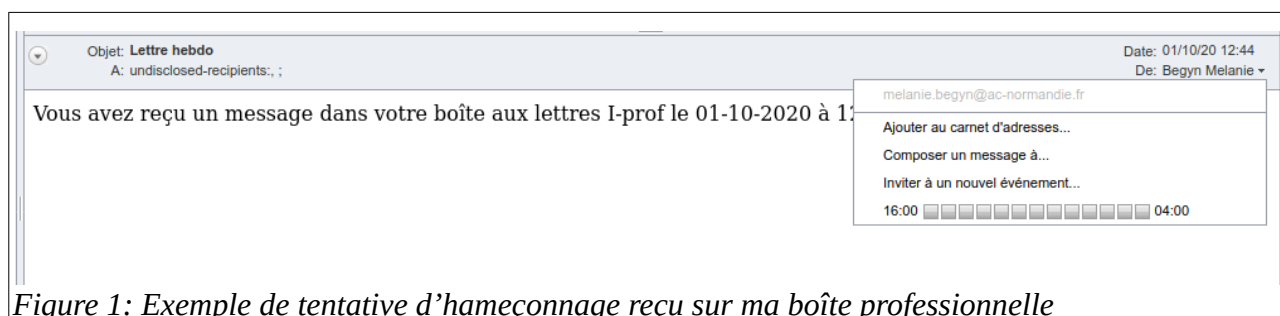 Objet: Lettre hebdo
Date: 01/10/20 12:44
A: undisclosed-recipients:, ;
De: Begyn Melanie
melanie.begyn@ac-normandie.fr
Vous avez reçu un message dans votre boîte aux lettres I-prof le 01-10-2020 à
Ajouter au carnet d'adresses...
Composer un message à...
Inviter à un nouvel événement...
16:00 04:00
Figure 1: Exemple de tentative d'hameçonnage reçu sur ma boîte professionnelle